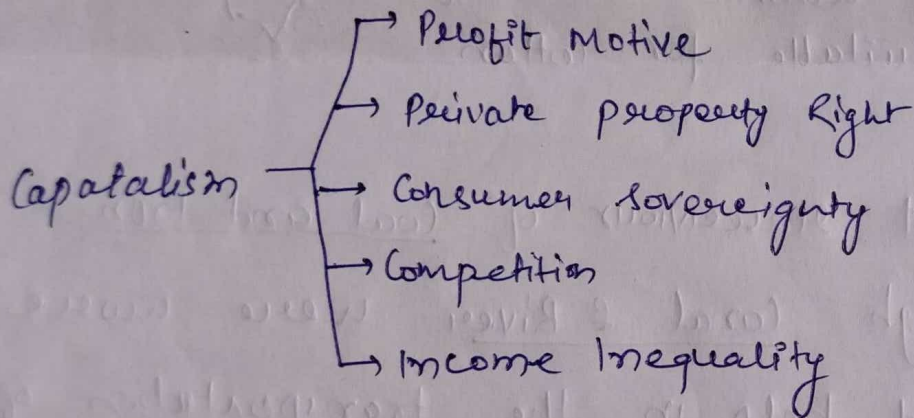 Profit Motive
Private property Right
Capatalism
Consumer Sovereignty
Competition
Income Inequality